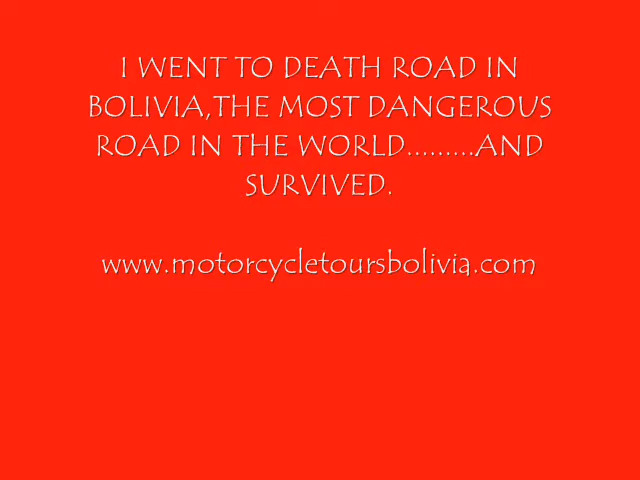 I WENT TO DEATH ROAD IN
BOLIVIA,THE MOST DANGEROUS
ROAD IN THE WORLD.........AND
SURVIVED.
www.motorcycletoursbolivia.com